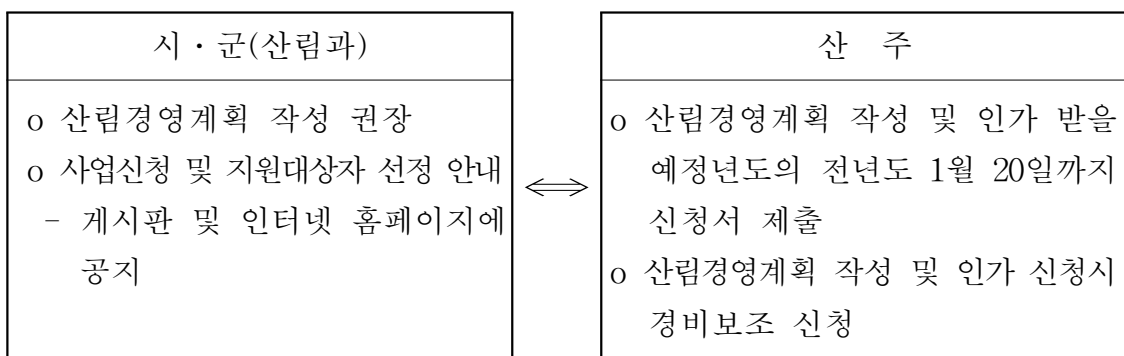 시・군(산림과)
o 산림경영계획 작성 권장
o 사업신청 및 지원대상자 선정 안내
- 게시판 및 인터넷 홈페이지에
공지
산 주
o 산림경영계획 작성 및 인가 받을
예정년도의 전년도 1월 20일까지
신청서 제출
o 산림경영계획 작성 및 인가 신청시
경비보조 신청